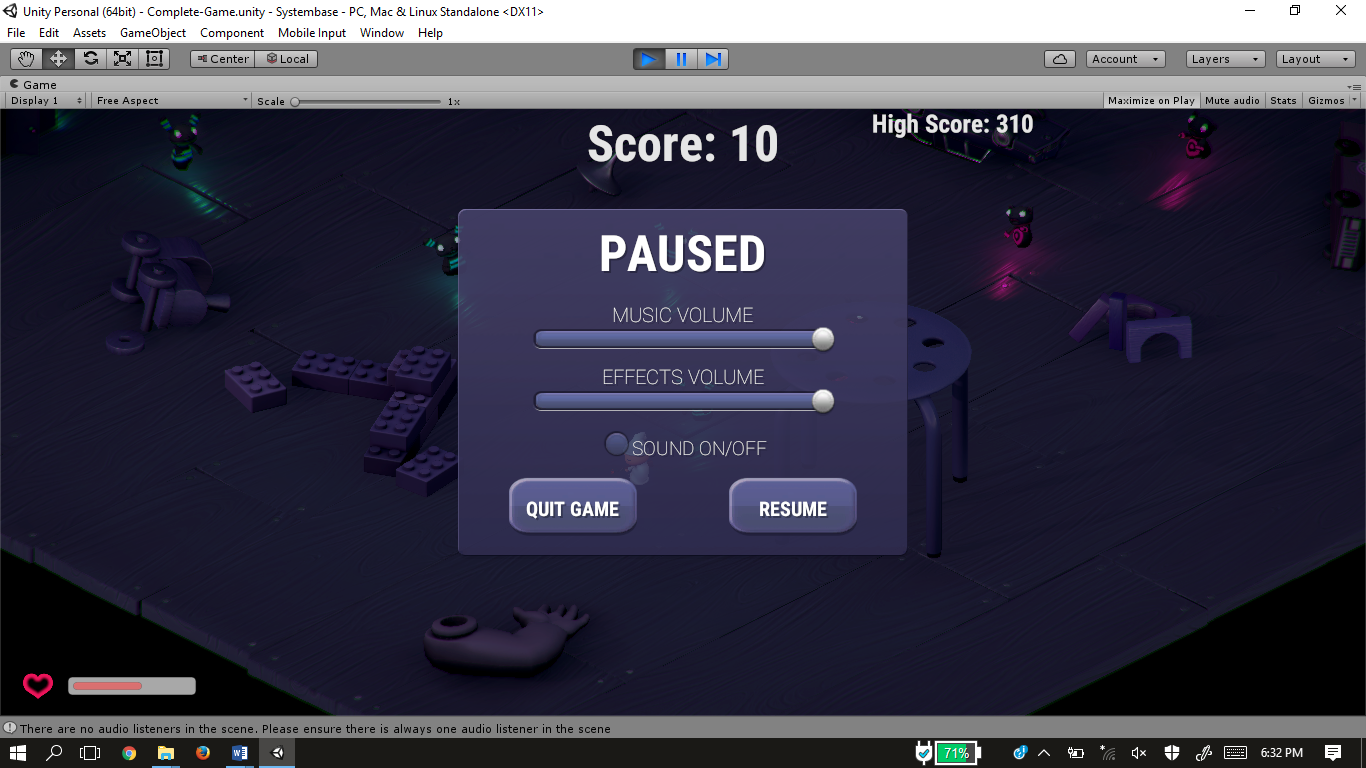 Unity Personal (64bit) - Complete-Game.unity - Systembase - PC, Mac & Linux Standalone <DX11>
File Edit Assets GameObject Component Mobile Input Window Help
Center Local Account Layers Layout
Game
Display 1 Free Aspect Scale 1x Maximize on Play Mute audio Stats Gizmos
Score: 10
High Score: 310
PAUSED
MUSIC VOLUME
EFFECTS VOLUME
SOUND ON/OFF
QUIT GAME RESUME
There are no audio listeners in the scene. Please ensure there is always one audio listener in the scene
71% 6:32 PM